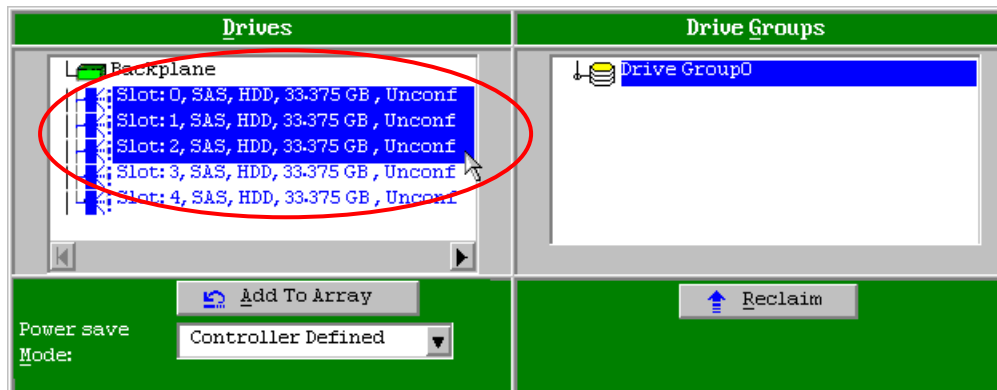 Drives
Drive Groups
Backplane
Slot: 0, SAS, HDD, 33.375 GB , Unconf
Slot: 1, SAS, HDD, 33.375 GB , Unconf
Slot: 2, SAS, HDD, 33.375 GB , Unconf
Slot: 3, SAS, HDD, 33.375 GB , Unconf
Slot: 4, SAS, HDD, 33.375 GB , Unconf
Drive Group0
Add To Array
Reclaim
Power save
Mode:
Controller Defined